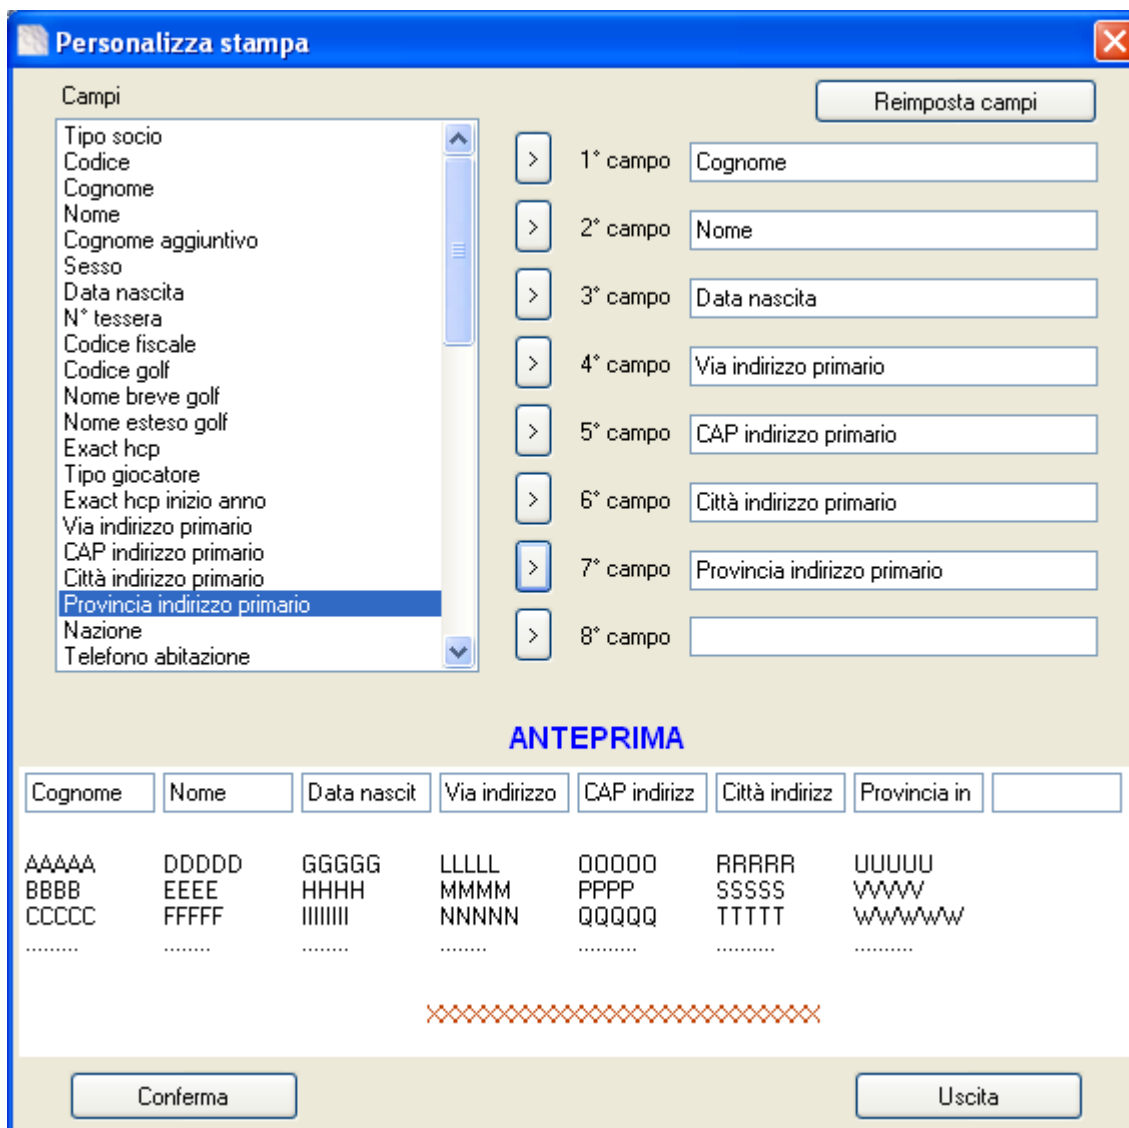 Personalizza stampa
Campi
Reimposta campi
Tipo socio
Codice
Cognome
Nome
Cognome aggiuntivo
Sesso
Data nascita
N° tessera
Codice fiscale
Codice golf
Nome breve golf
Nome esteso golf
Exact hcp
Tipo giocatore
Exact hcp inizio anno
Via indirizzo primario
CAP indirizzo primario
Città indirizzo primario
Provincia indirizzo primario
Nazione
Telefono abitazione
> 1° campo Cognome
> 2° campo Nome
> 3° campo Data nascita
> 4° campo Via indirizzo primario
> 5° campo CAP indirizzo primario
> 6° campo Città indirizzo primario
> 7° campo Provincia indirizzo primario
> 8° campo
ANTEPRIMA
Cognome Nome Data nascit Via indirizzo CAP indirizz Città indirizz Provincia in
AAAAA DDDDD GGGGG LLLLL OOOOO RRRRR UUUUU
BBBB EEEE HHHH MMMM PPPP SSSSS VVVV
CCCCC FFFFF IIIIIIII NNNNN QQQQQ TTTTT WWWWW
......... ........ ........ ........ .......... .......... ..........
XXXXXXXXXXXXXXXXXXXXXXXXXXX
Conferma Uscita